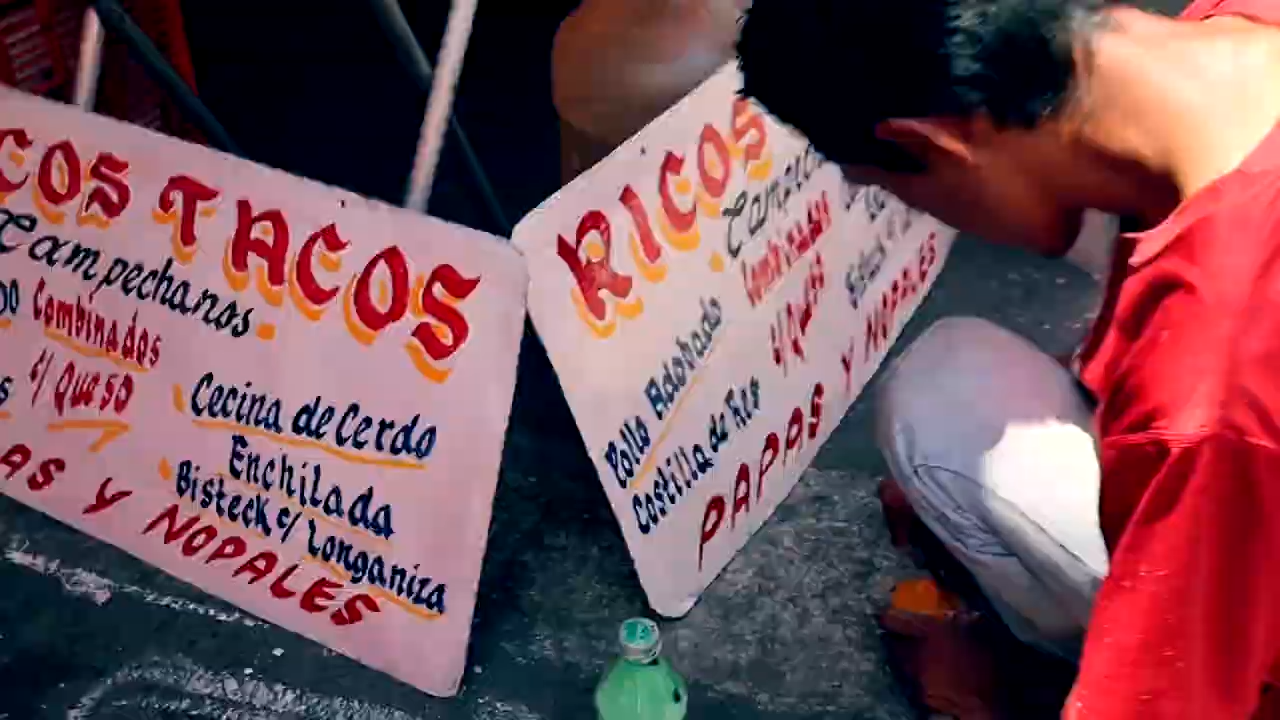 COS TACOS
Campechanos.
Combinados
c/ Queso
Cecina de Cerdo
Enchilada
Bisteck c/ Longaniza
AS Y NOPALES
RICOS
Combinados
c/ Queso
Pollo Adobado
Costilla de Res
PAPAS Y NOPALES